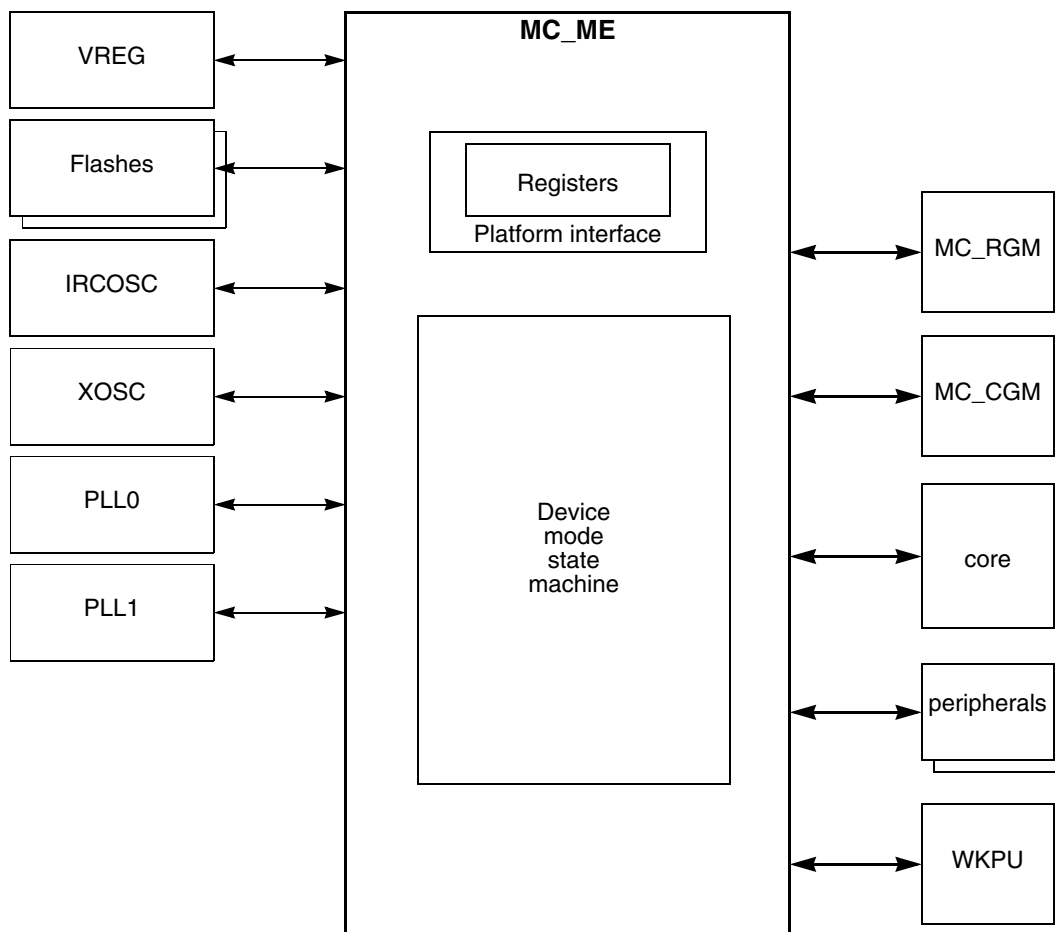 MC_ME
VREG
Flashes
IRCOSC
XOSC
PLL0
PLL1
Registers
Platform interface
Device
mode
state
machine
MC_RGM
MC_CGM
core
peripherals
WKPU